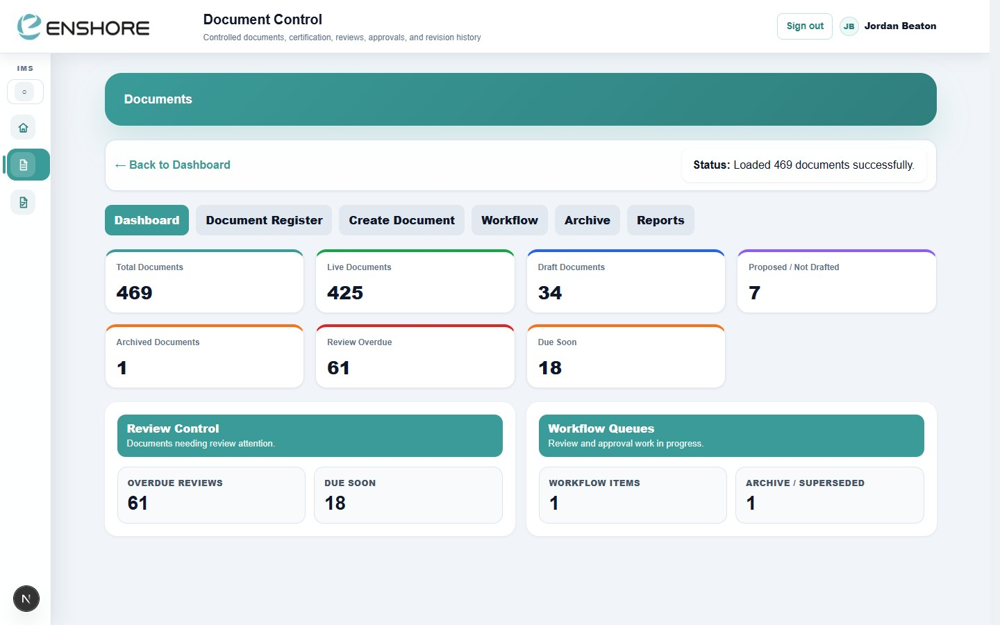 ENSHORE
Document Control
Controlled documents, certification, reviews, approvals, and revision history
Sign out
JB
Jordan Beaton
IMS
Documents
← Back to Dashboard
Status: Loaded 469 documents successfully.
Dashboard
Document Register
Create Document
Workflow
Archive
Reports
Total Documents
469
Live Documents
425
Draft Documents
34
Proposed / Not Drafted
7
Archived Documents
1
Review Overdue
61
Due Soon
18
Review Control
Documents needing review attention.
OVERDUE REVIEWS
61
DUE SOON
18
Workflow Queues
Review and approval work in progress.
WORKFLOW ITEMS
1
ARCHIVE / SUPERSEDED
1
N